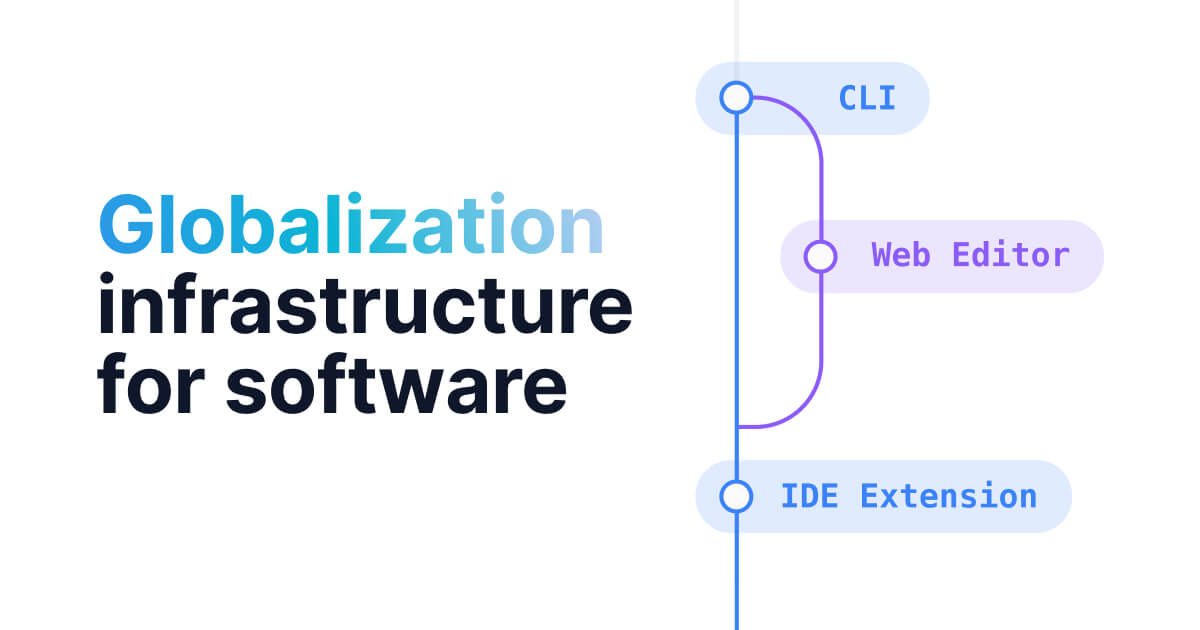 Globalization
infrastructure
for software
CLI
Web Editor
IDE Extension